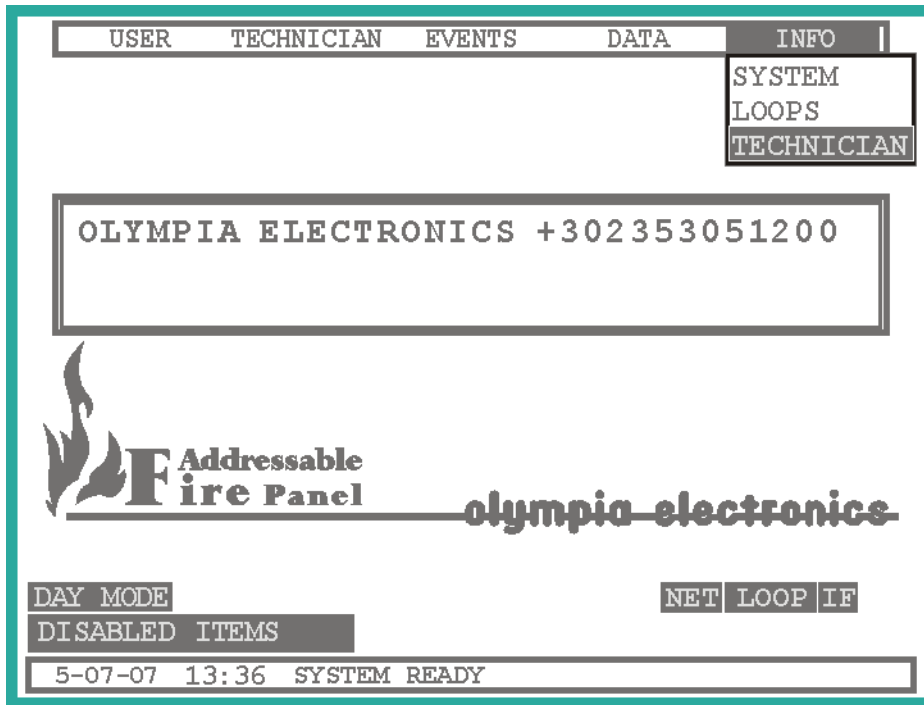 USER TECHNICIAN EVENTS DATA INFO
SYSTEM
LOOPS
TECHNICIAN
OLYMPIA ELECTRONICS +302353051200
Addressable
Fire Panel
olympia electronics
DAY MODE NET LOOP IF
DISABLED ITEMS
5-07-07 13:36 SYSTEM READY